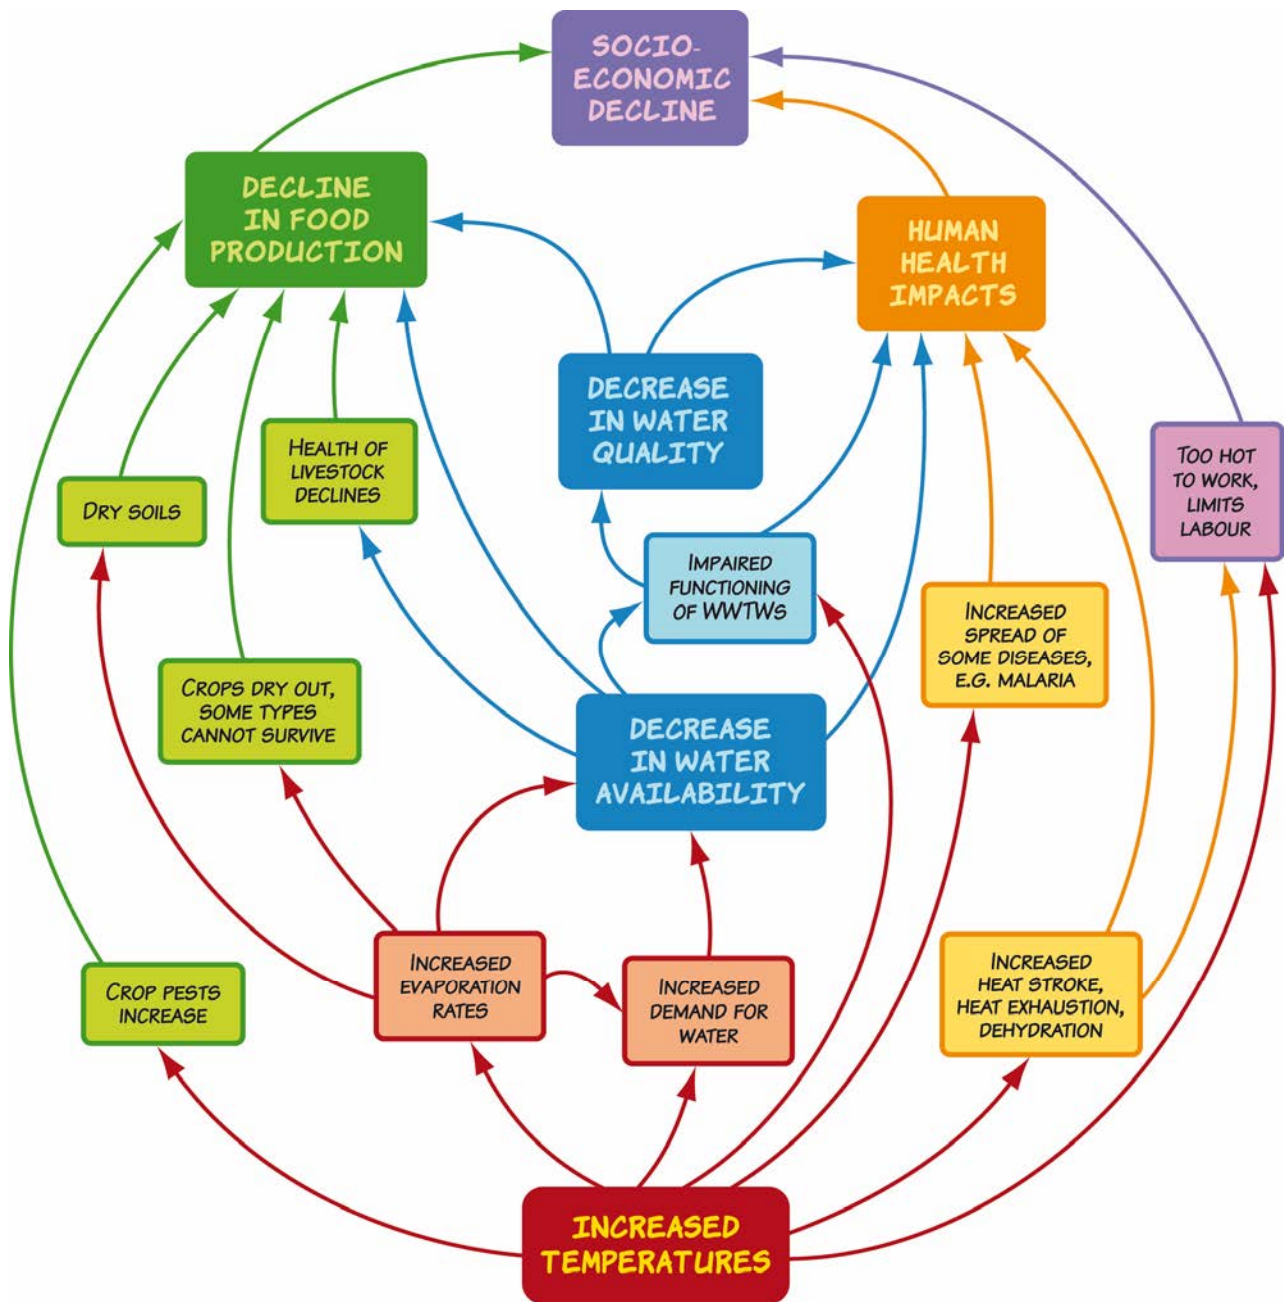 SOCIO-
ECONOMIC
DECLINE
DECLINE
IN FOOD
PRODUCTION
HUMAN
HEALTH
IMPACTS
DECREASE
IN WATER
QUALITY
HEALTH OF
LIVESTOCK
DECLINES
TOO HOT
TO WORK,
LIMITS
LABOUR
DRY SOILS
IMPAIRED
FUNCTIONING
OF WWTWS
INCREASED
SPREAD OF
SOME DISEASES,
E.G. MALARIA
CROPS DRY OUT,
SOME TYPES
CANNOT SURVIVE
DECREASE
IN WATER
AVAILABILITY
CROP PESTS
INCREASE
INCREASED
EVAPORATION
RATES
INCREASED
DEMAND FOR
WATER
INCREASED
HEAT STROKE,
HEAT EXHAUSTION,
DEHYDRATION
INCREASED
TEMPERATURES